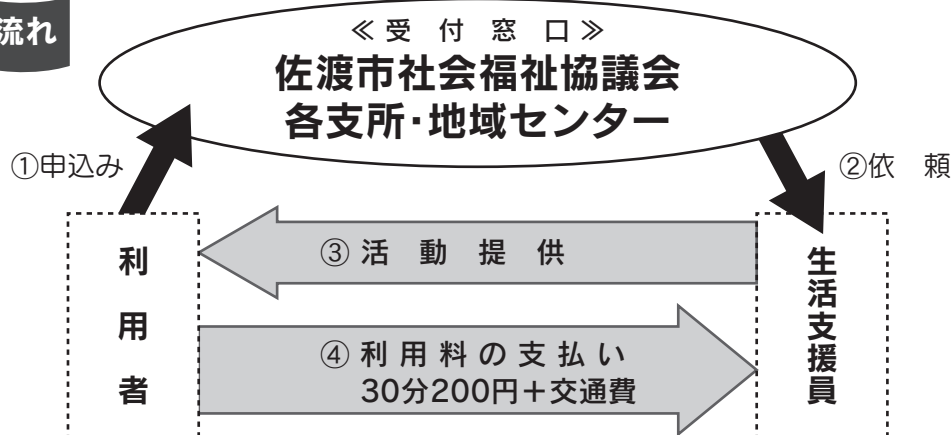 流れ
≪受付窓口≫
佐渡市社会福祉協議会
各支所・地域センター
①申込み
②依　頼
利用者
③活動提供
④利用料の支払い
30分200円＋交通費
生活支援員